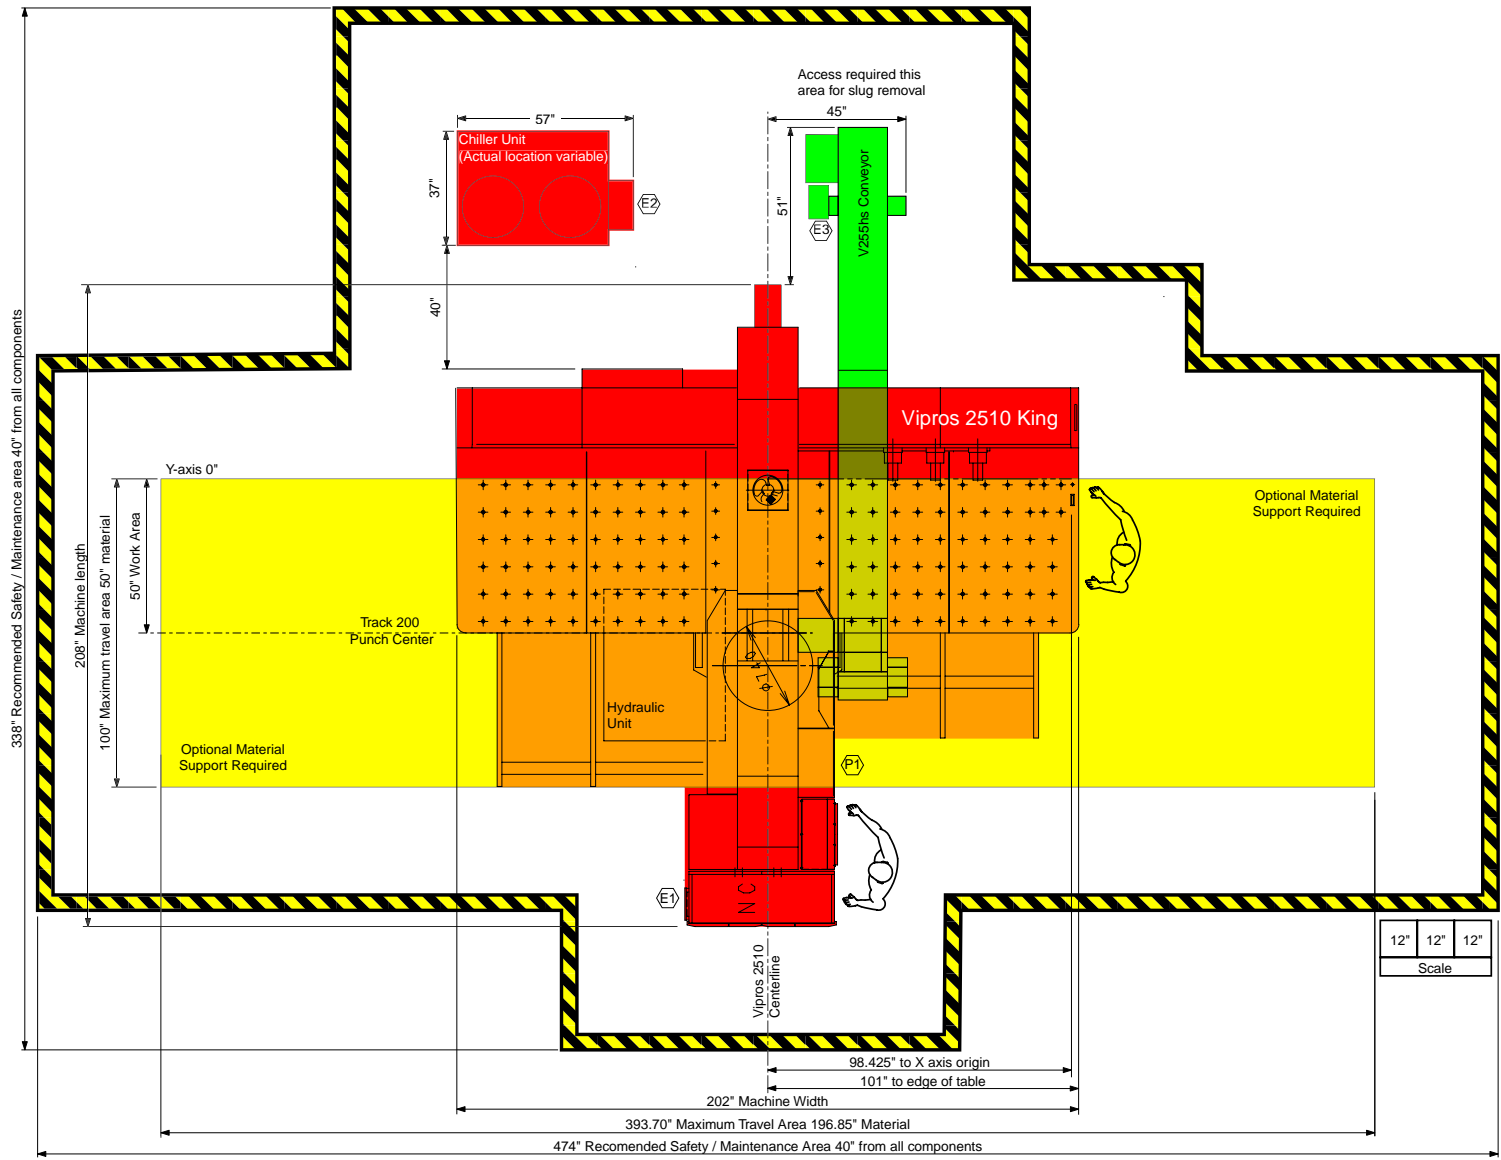 Access required this
area for slug removal
45"
57"
Chiller Unit
(Actual location variable)
37"
E2
51"
V255hs Conveyor
E3
40"
338" Recommended Safety / Maintenance area 40" from all components
Vipros 2510 King
Y-axis 0"
Optional Material
Support Required
208" Machine length
100" Maximum travel area 50" material
50" Work Area
Track 200
Punch Center
Φ740
Hydraulic
Unit
Optional Material
Support Required
P1
E1
NC
12" 12" 12"
Scale
Vipros 2510
Centerline
98.425" to X axis origin
101" to edge of table
202" Machine Width
393.70" Maximum Travel Area 196.85" Material
474" Recomended Safety / Maintenance Area 40" from all components